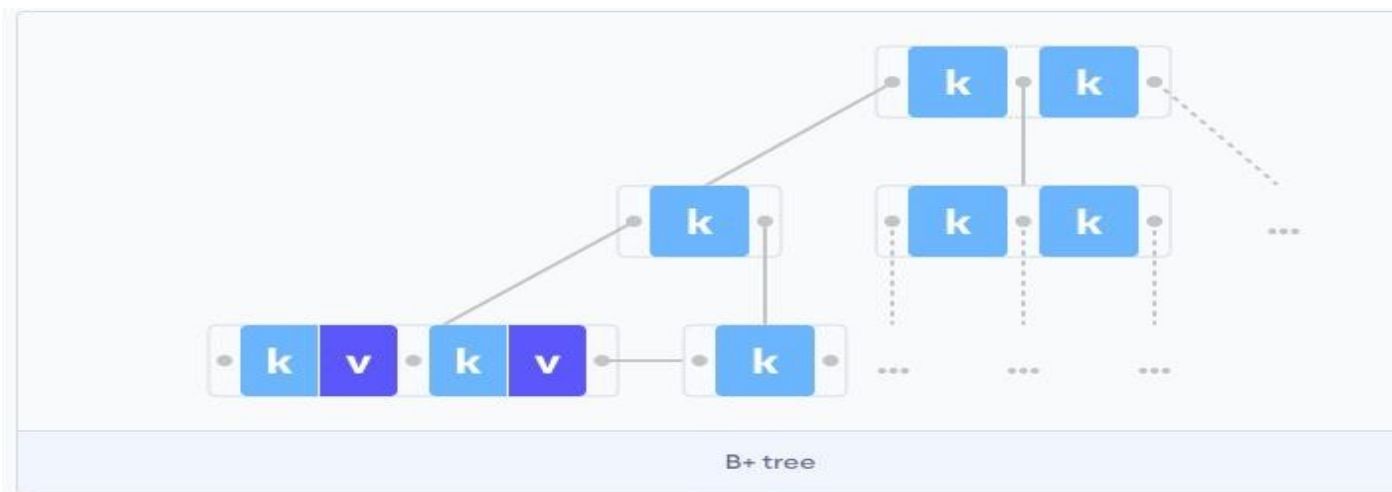 k k
k k k
...
k v k v k
... ... ...
B+ tree